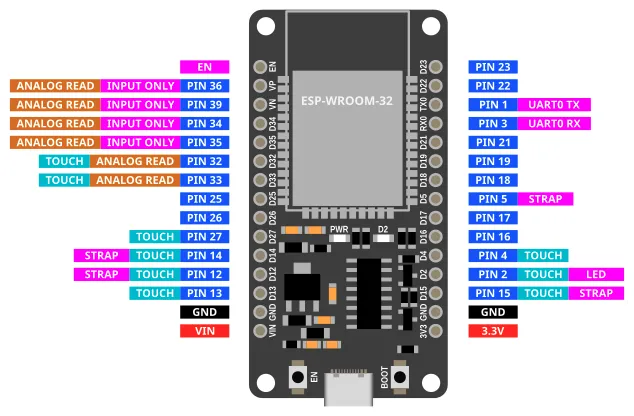 EN
ANALOG READ INPUT ONLY PIN 36
ANALOG READ INPUT ONLY PIN 39
ANALOG READ INPUT ONLY PIN 34
ANALOG READ INPUT ONLY PIN 35
TOUCH ANALOG READ PIN 32
TOUCH ANALOG READ PIN 33
PIN 25
PIN 26
TOUCH PIN 27
STRAP TOUCH PIN 14
STRAP TOUCH PIN 12
TOUCH PIN 13
GND
VIN
EN
VP
VN
D34
D35
D32
D33
D25
D26
D27
D14
D12
D13
GND
VIN
ESP-WROOM-32
PWR D2
EN
BOOT
D23
D22
TX0
RX0
D21
D19
D18
D5
D17
D16
D4
D2
D15
GND
3V3
PIN 23
PIN 22
PIN 1 UART0 TX
PIN 3 UART0 RX
PIN 21
PIN 19
PIN 18
PIN 5 STRAP
PIN 17
PIN 16
PIN 4 TOUCH
PIN 2 TOUCH LED
PIN 15 TOUCH STRAP
GND
3.3V